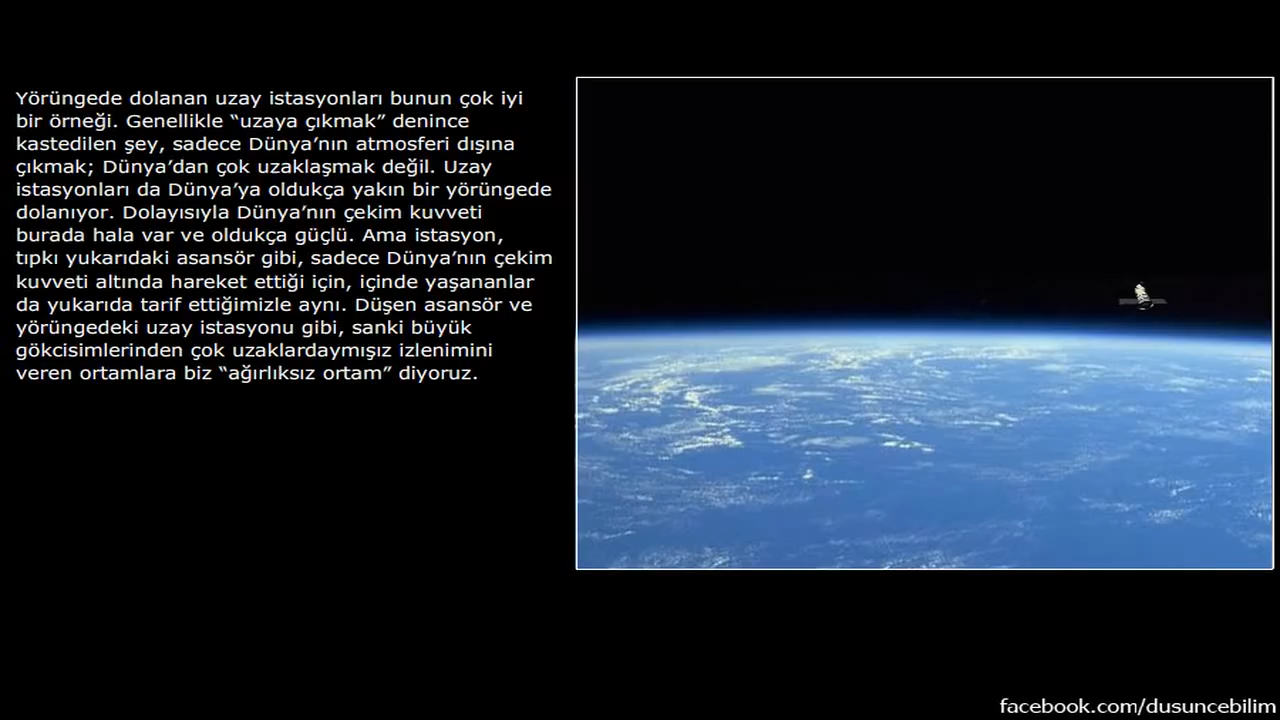 Yörüngede dolanan uzay istasyonları bunun çok iyi
bir örneği. Genellikle “uzaya çıkmak” denince
kastedilen şey, sadece Dünya’nın atmosferi dışına
çıkmak; Dünya’dan çok uzaklaşmak değil. Uzay
istasyonları da Dünya’ya oldukça yakın bir yörüngede
dolanıyor. Dolayısıyla Dünya’nın çekim kuvveti
burada hala var ve oldukça güçlü. Ama istasyon,
tıpkı yukarıdaki asansör gibi, sadece Dünya’nın çekim
kuvveti altında hareket ettiği için, içinde yaşananlar
da yukarıda tarif ettiğimizle aynı. Düşen asansör ve
yörüngedeki uzay istasyonu gibi, sanki büyük
gökcisimlerinden çok uzaklardaymışız izlenimini
veren ortamlara biz “ağırlıksız ortam” diyoruz.
facebook.com/dusuncebilim